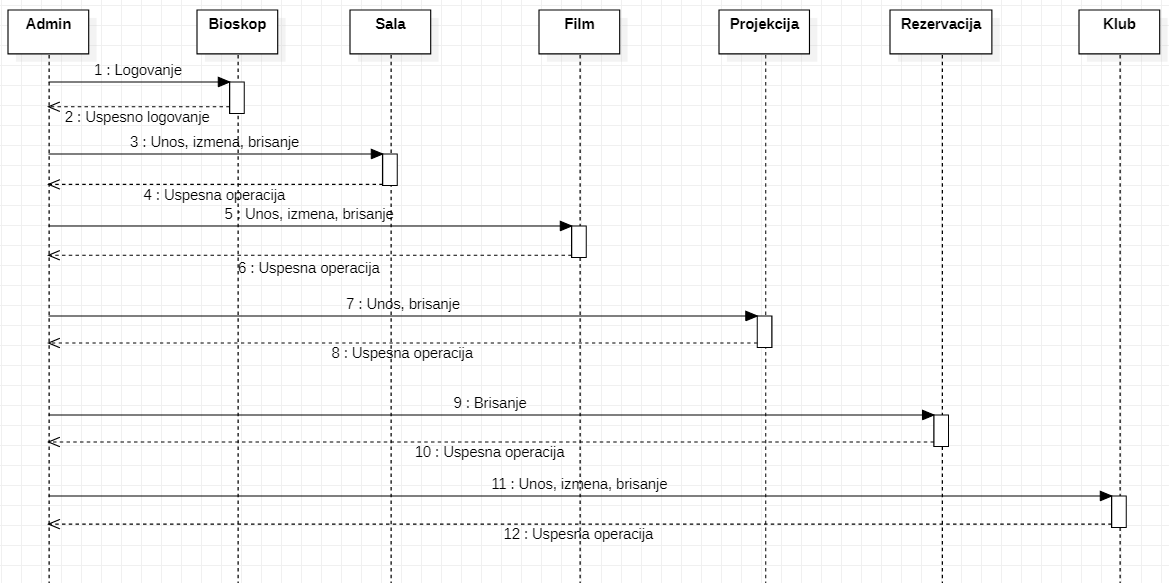 Admin
Bioskop
Sala
Film
Projekcija
Rezervacija
Klub
1 : Logovanje
2 : Uspesno logovanje
3 : Unos, izmena, brisanje
4 : Uspesna operacija
5 : Unos, izmena, brisanje
6 : Uspesna operacija
7 : Unos, brisanje
8 : Uspesna operacija
9 : Brisanje
10 : Uspesna operacija
11 : Unos, izmena, brisanje
12 : Uspesna operacija